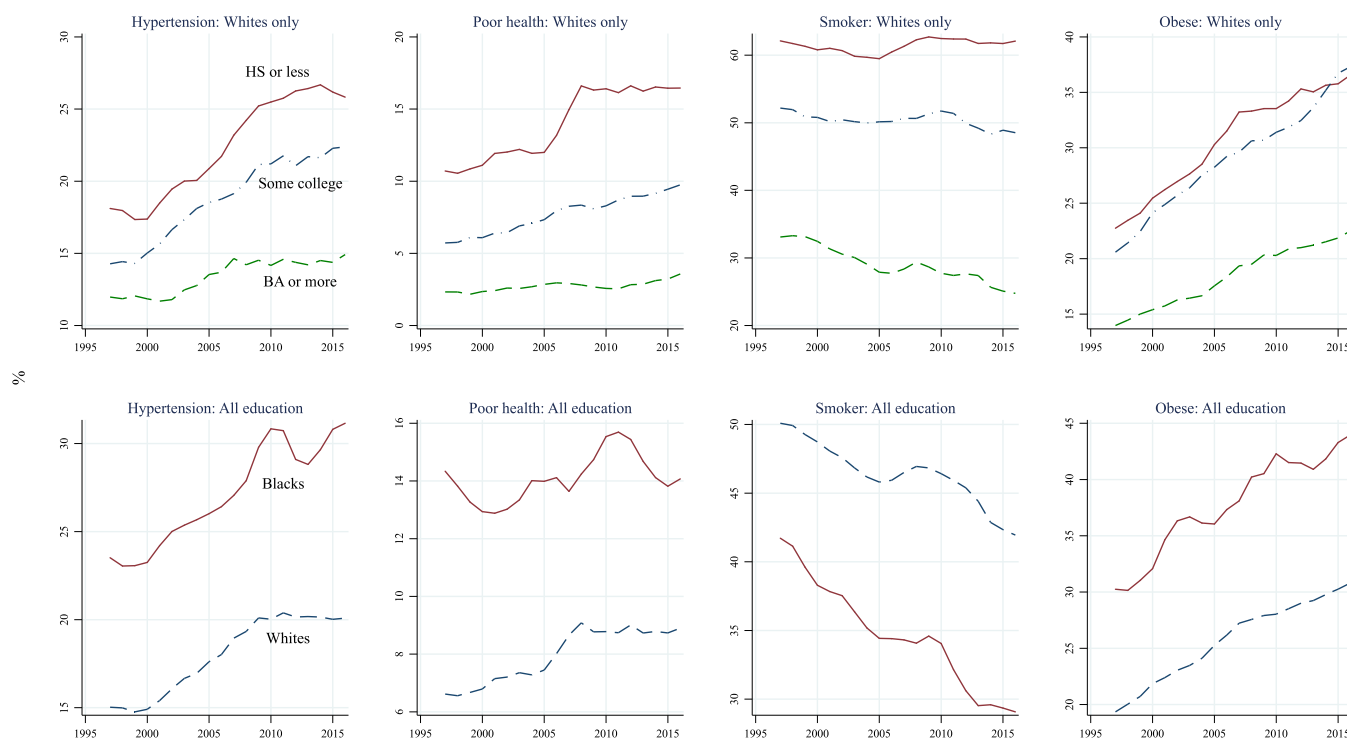 Hypertension: Whites only
30
25
20
15
10
HS or less
Some college
BA or more
1995 2000 2005 2010 2015
Poor health: Whites only
20
15
10
5
0
1995 2000 2005 2010 2015
Smoker: Whites only
60
50
40
30
20
1995 2000 2005 2010 2015
Obese: Whites only
40
35
30
25
20
15
1995 2000 2005 2010 2015
%
Hypertension: All education
30
25
20
15
Blacks
Whites
1995 2000 2005 2010 2015
Poor health: All education
16
14
12
10
8
6
1995 2000 2005 2010 2015
Smoker: All education
50
45
40
35
30
1995 2000 2005 2010 2015
Obese: All education
45
40
35
30
25
20
1995 2000 2005 2010 2015